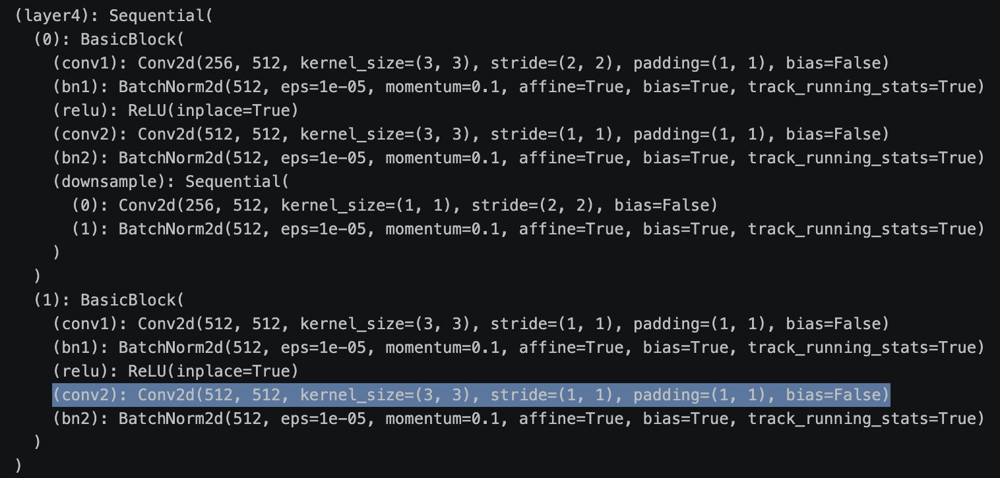 (layer4): Sequential(
(0): BasicBlock(
(conv1): Conv2d(256, 512, kernel_size=(3, 3), stride=(2, 2), padding=(1, 1), bias=False)
(bn1): BatchNorm2d(512, eps=1e-05, momentum=0.1, affine=True, bias=True, track_running_stats=True)
(relu): ReLU(inplace=True)
(conv2): Conv2d(512, 512, kernel_size=(3, 3), stride=(1, 1), padding=(1, 1), bias=False)
(bn2): BatchNorm2d(512, eps=1e-05, momentum=0.1, affine=True, bias=True, track_running_stats=True)
(downsample): Sequential(
(0): Conv2d(256, 512, kernel_size=(1, 1), stride=(2, 2), bias=False)
(1): BatchNorm2d(512, eps=1e-05, momentum=0.1, affine=True, bias=True, track_running_stats=True)
)
)
(1): BasicBlock(
(conv1): Conv2d(512, 512, kernel_size=(3, 3), stride=(1, 1), padding=(1, 1), bias=False)
(bn1): BatchNorm2d(512, eps=1e-05, momentum=0.1, affine=True, bias=True, track_running_stats=True)
(relu): ReLU(inplace=True)
(conv2): Conv2d(512, 512, kernel_size=(3, 3), stride=(1, 1), padding=(1, 1), bias=False)
(bn2): BatchNorm2d(512, eps=1e-05, momentum=0.1, affine=True, bias=True, track_running_stats=True)
)
)